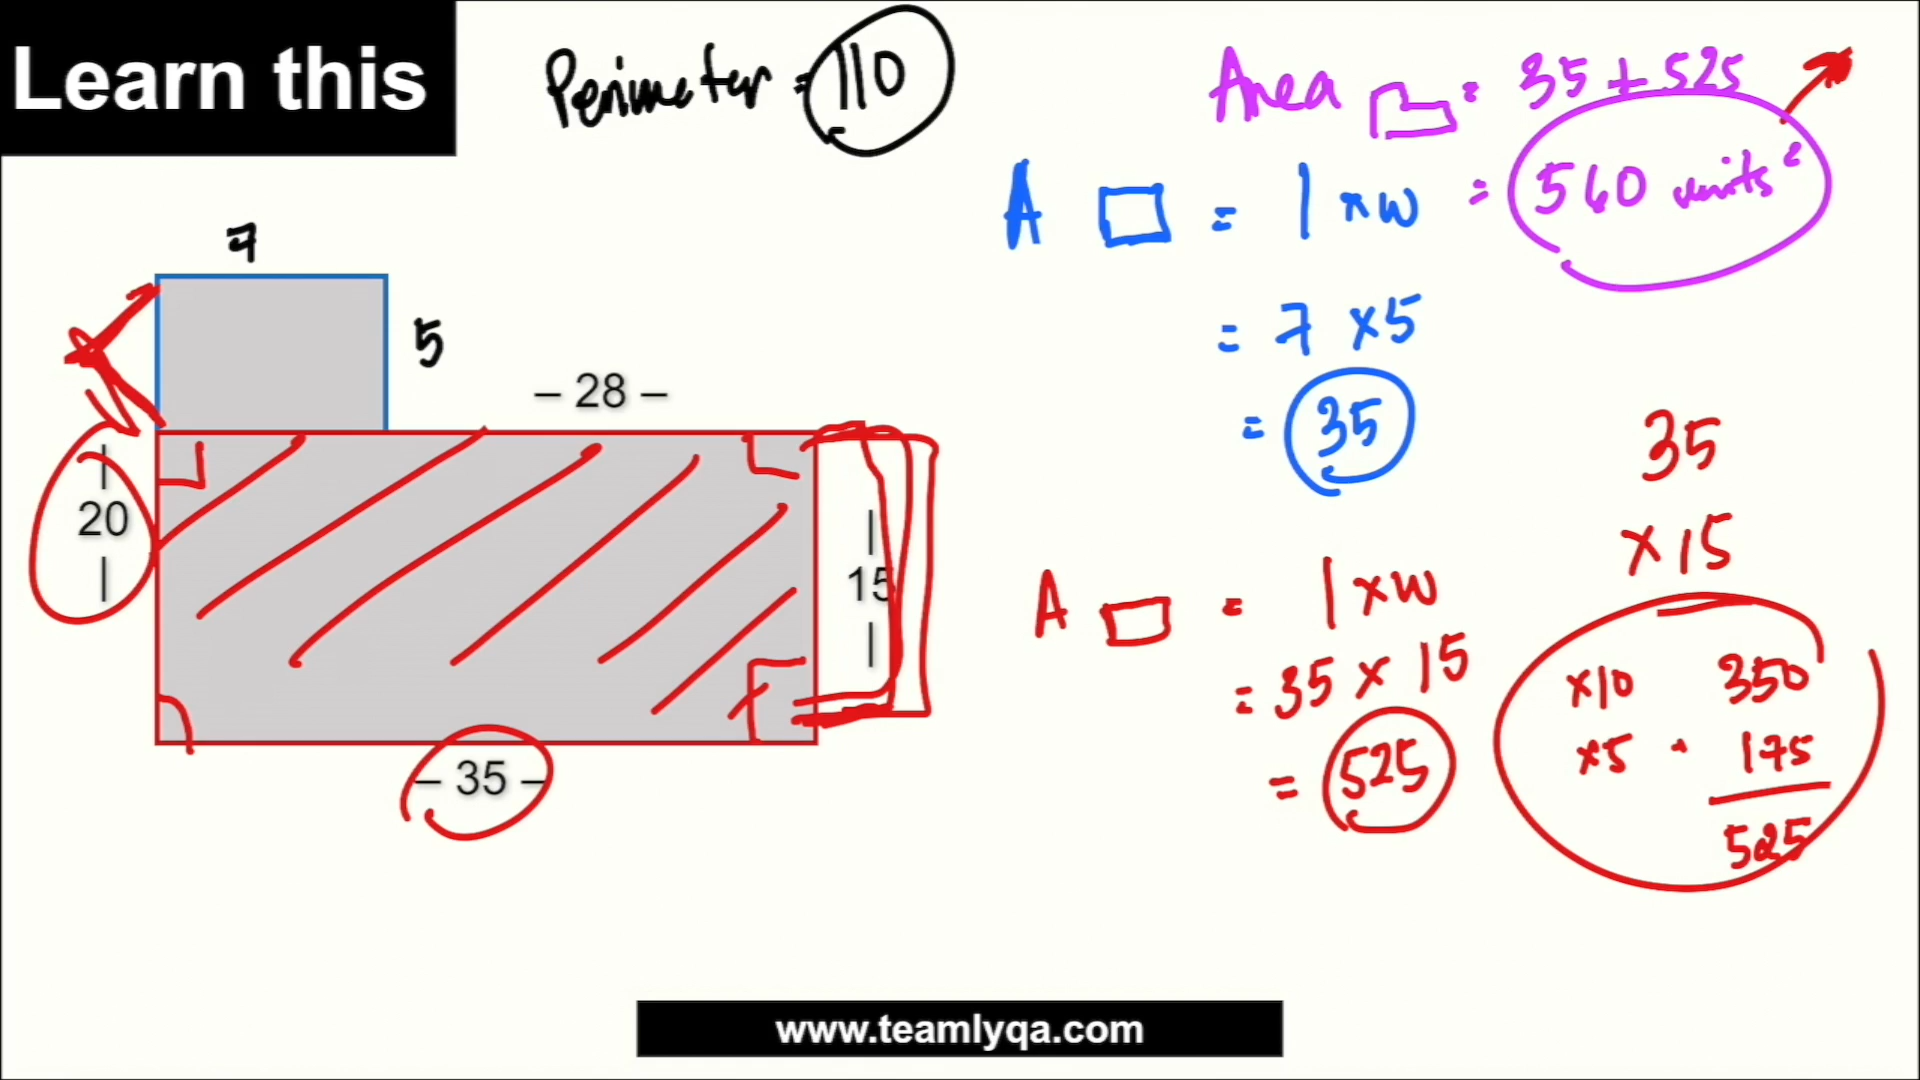 Learn this
Perimeter = 110
Area = 35 + 525
= 560 units²
A = l x w
= 7 x 5
= 35
7
5
– 28 –
20
15
– 35 –
A = l x w
= 35 x 15
= 525
35
x 15
x10 350
x5 175
525
www.teamlyqa.com